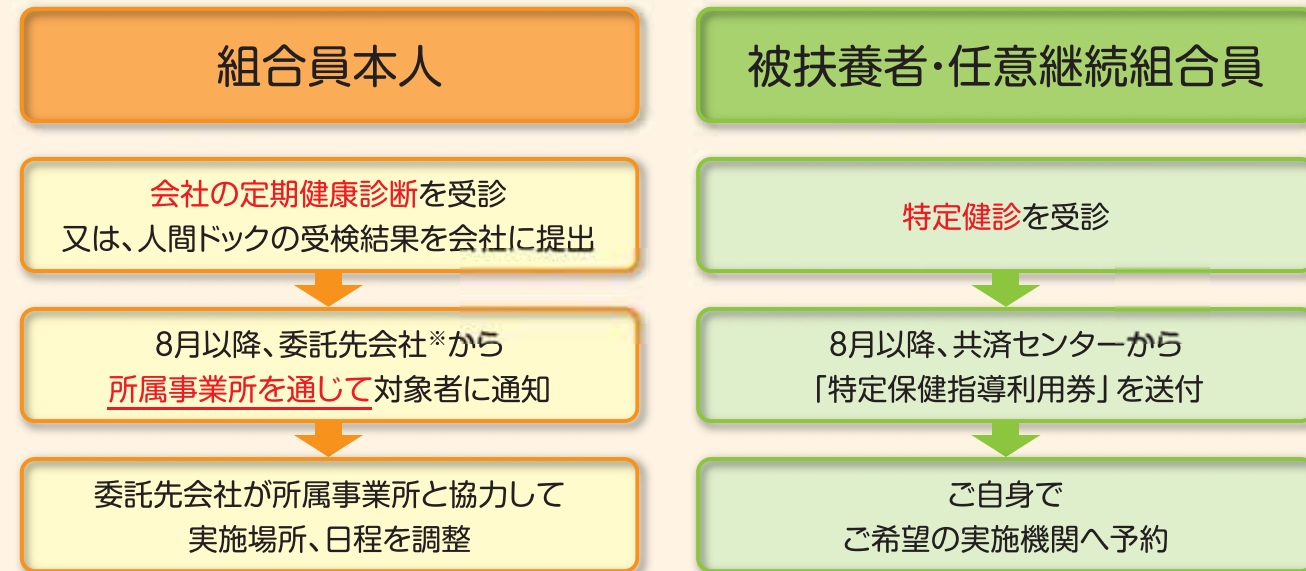 組合員本人
会社の定期健康診断を受診
又は、人間ドックの受検結果を会社に提出
8月以降、委託先会社※から
所属事業所を通じて対象者に通知
委託先会社が所属事業所と協力して
実施場所、日程を調整
被扶養者・任意継続組合員
特定健診を受診
8月以降、共済センターから
「特定保健指導利用券」を送付
ご自身で
ご希望の実施機関へ予約